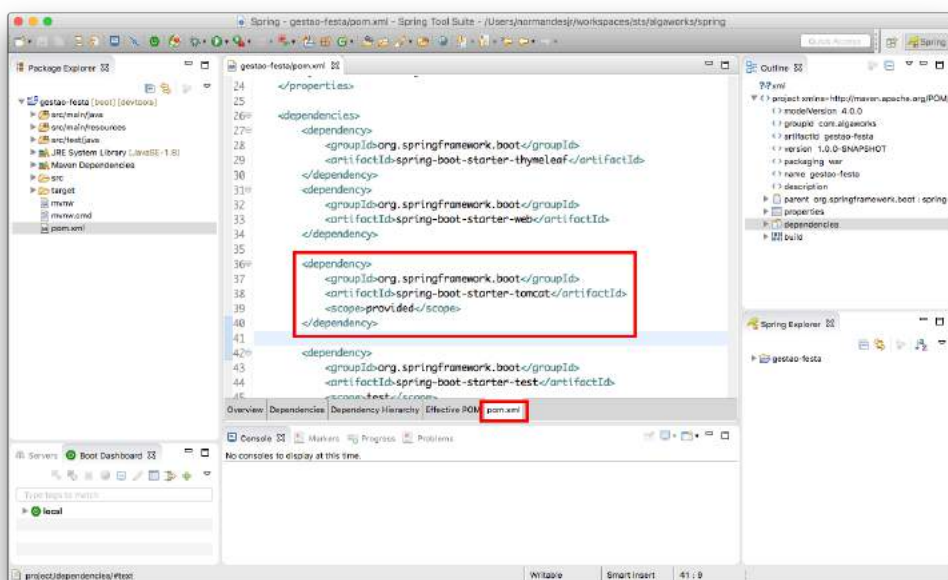 Spring - gestao-festa/pom.xml - Spring Tool Suite - /Users/normandesjr/workspaces/sts/algaworks/spring
Quick Access
Spring
Package Explorer
gestao-festa [boot] [devtools]
src/main/java
src/main/resources
src/test/java
JRE System Library [JavaSE-1.8]
Maven Dependencies
src
target
mvnw
mvnw.cmd
pom.xml
gestao-festa/pom.xml
24 </properties>
25
26 <dependencies>
27 <dependency>
28 <groupId>org.springframework.boot</groupId>
29 <artifactId>spring-boot-starter-thymeleaf</artifactId>
30 </dependency>
31 <dependency>
32 <groupId>org.springframework.boot</groupId>
33 <artifactId>spring-boot-starter-web</artifactId>
34 </dependency>
35
36 <dependency>
37 <groupId>org.springframework.boot</groupId>
38 <artifactId>spring-boot-starter-tomcat</artifactId>
39 <scope>provided</scope>
40 </dependency>
41
42 <dependency>
43 <groupId>org.springframework.boot</groupId>
44 <artifactId>spring-boot-starter-test</artifactId>
45 <scope>test</scope>
Overview Dependencies Dependency Hierarchy Effective POM pom.xml
Outline
?-? xml
project xmlns=http://maven.apache.org/POM/
modelVersion 4.0.0
groupId com.algaworks
artifactId gestao-festa
version 1.0.0-SNAPSHOT
packaging war
name gestao-festa
description
parent org.springframework.boot : spring
properties
dependencies
build
Spring Explorer
gestao-festa
Console Markers Progress Problems
No consoles to display at this time.
Servers Boot Dashboard
Type tags to match
local
project/dependencies/#text
Writable Smart Insert 41 : 9